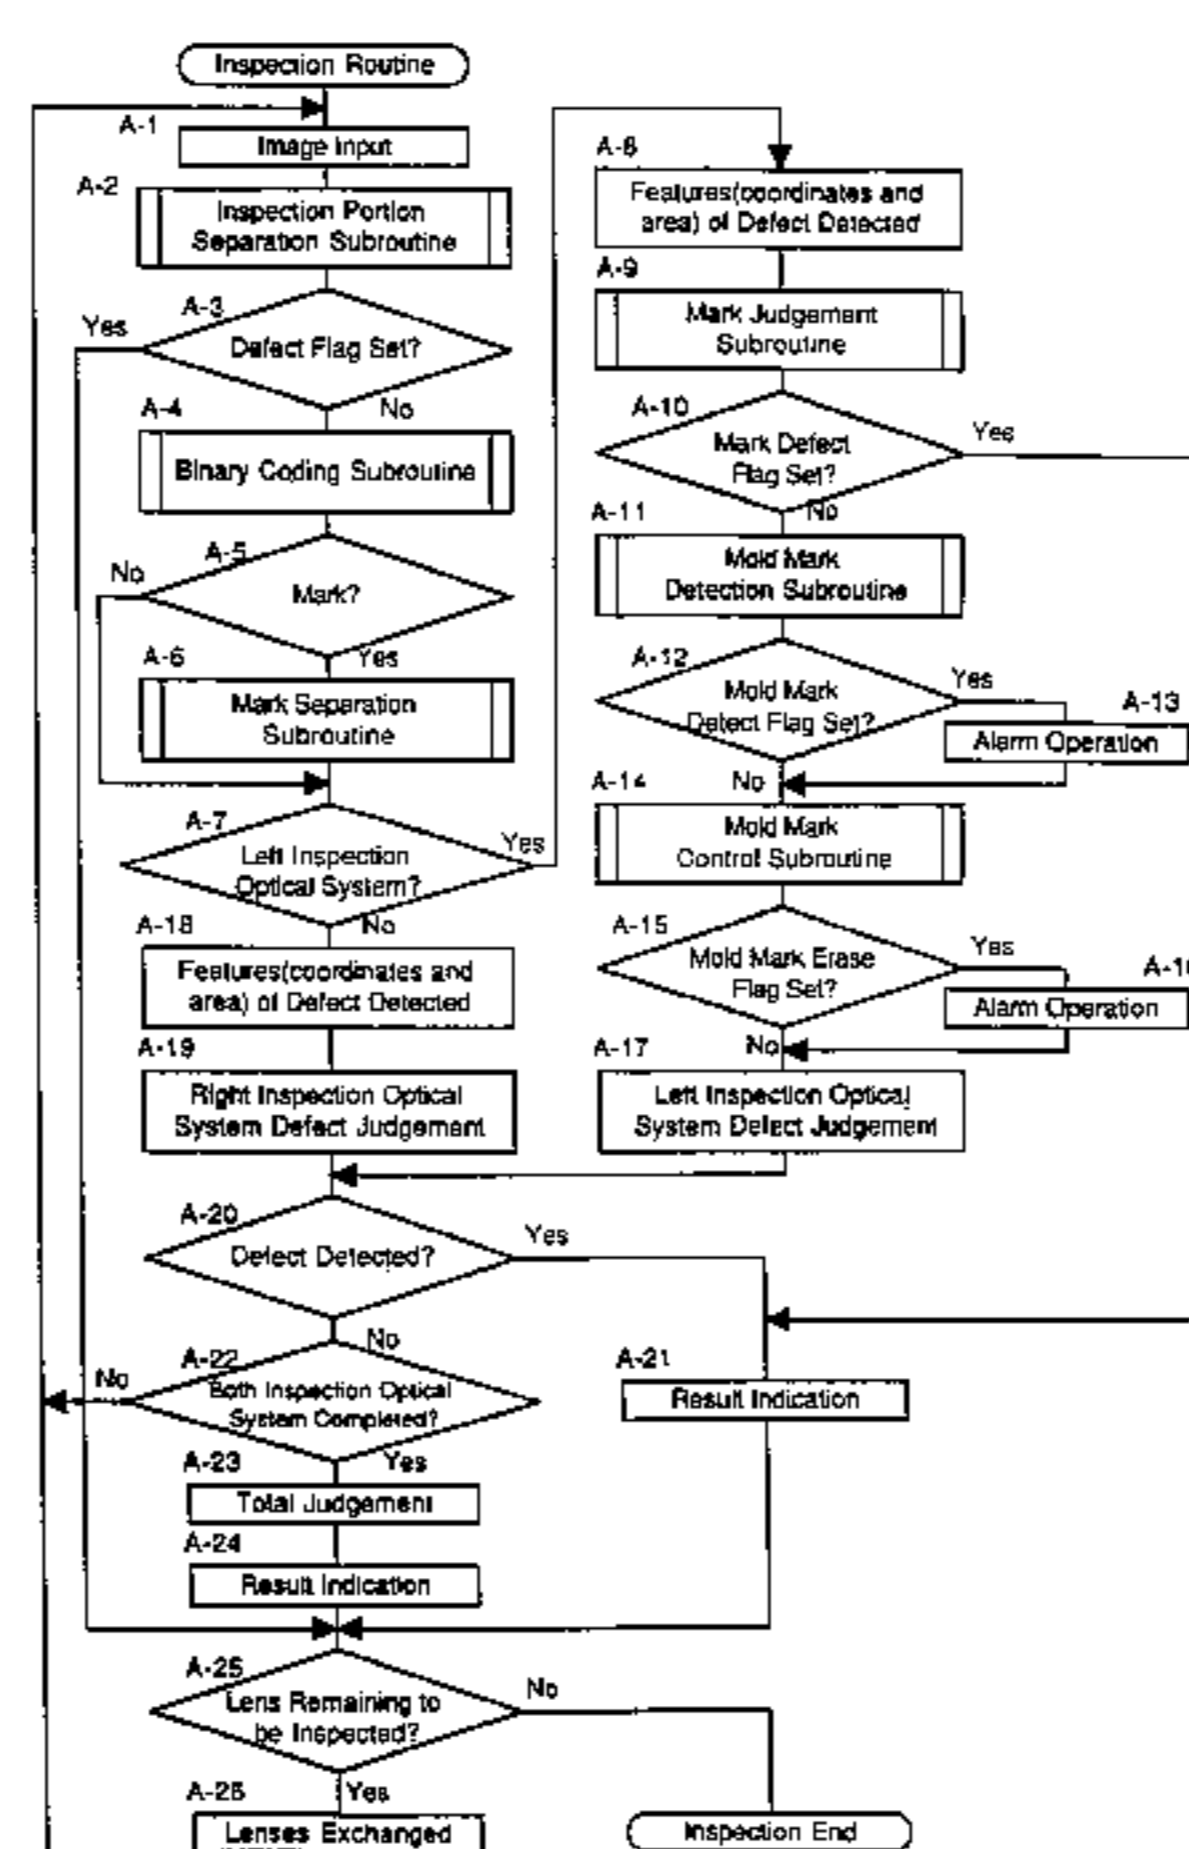 Inspection Routine
A-1
Image Input
A-2
Inspection Portion
Separation Subroutine
A-3
Yes
Defect Flag Set?
No
A-4
Binary Coding Subroutine
A-5
No
Mark?
Yes
A-6
Mark Separation
Subroutine
A-7
Left Inspection
Optical System?
Yes
No
A-18
Features(coordinates and
area) of Defect Detected
A-19
Right Inspection Optical
System Defect Judgement
A-20
Defect Detected?
Yes
No
A-22
No
Both Inspection Optical
System Completed?
Yes
A-23
Total Judgement
A-24
Result Indication
A-25
Lens Remaining to
be Inspected?
No
Yes
A-26
Lenses Exchanged
A-8
Features(coordinates and
area) of Defect Detected
A-9
Mark Judgement
Subroutine
A-10
Mark Defect
Flag Set?
Yes
No
A-11
Mold Mark
Detection Subroutine
A-12
Mold Mark
Defect Flag Set?
Yes
A-13
Alarm Operation
No
A-14
Mold Mark
Control Subroutine
A-15
Mold Mark Erase
Flag Set?
Yes
Alarm Operation
No
A-17
Left Inspection Optical
System Defect Judgement
A-21
Result Indication
Inspection End